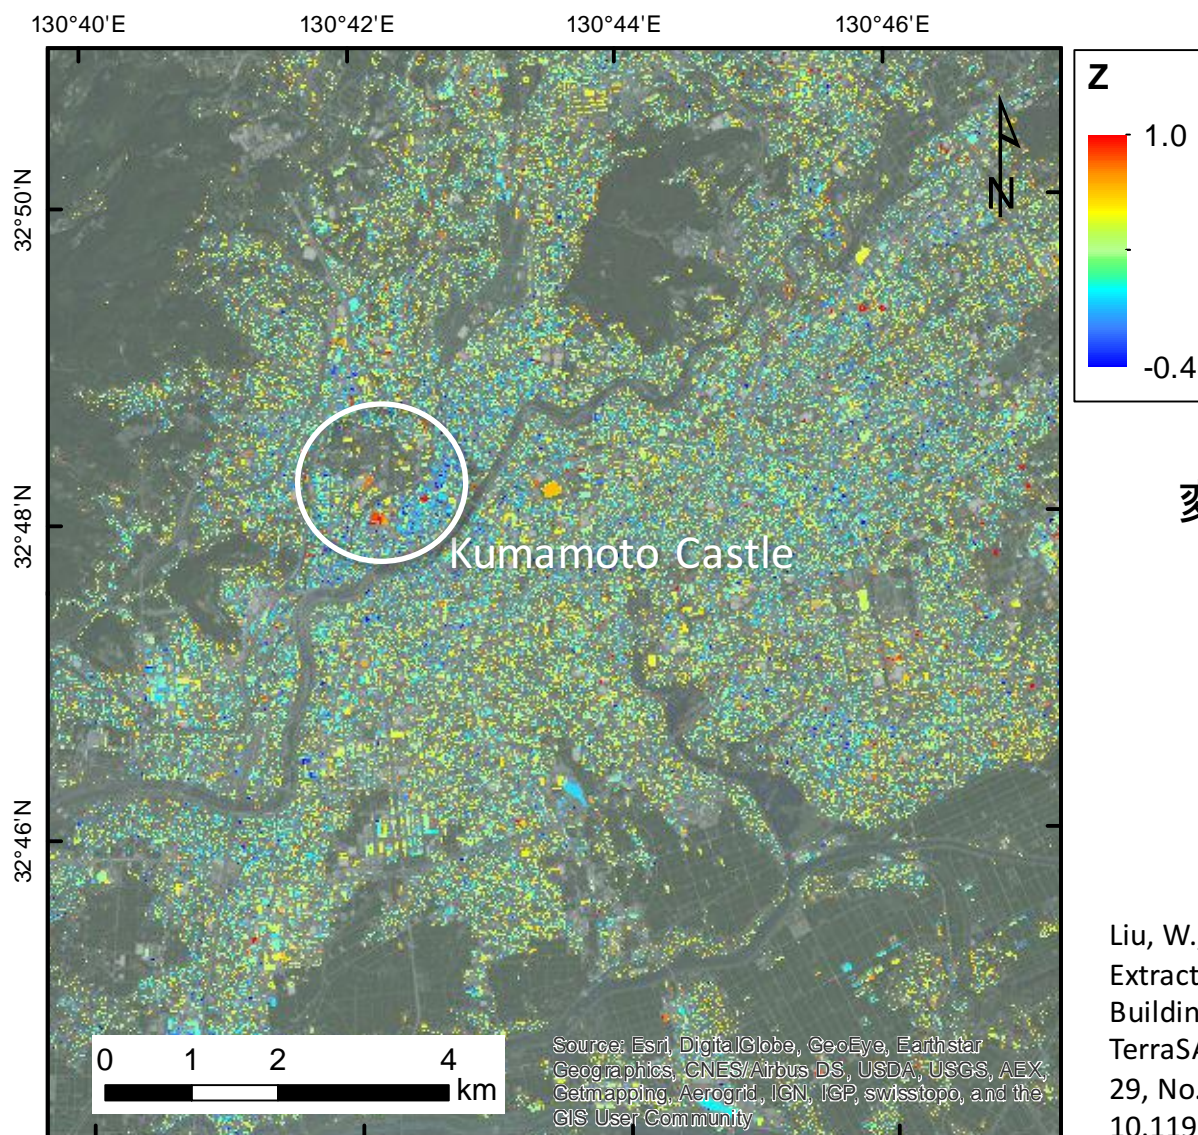 130°40'E 130°42'E 130°44'E 130°46'E
Z
1.0
-0.4
N
32°50'N
32°48'N
32°46'N
Kumamoto Castle
0 1 2 4
km
Source: Esri, DigitalGlobe, GeoEye, Earthstar
Geographics, CNES/Airbus DS, USDA, USGS, AEX,
Getmapping, Aerogrid, IGN, IGP, swisstopo, and the
GIS User Community
Liu, W.
Extract
Buildin
TerraSA
29, No.
10.119